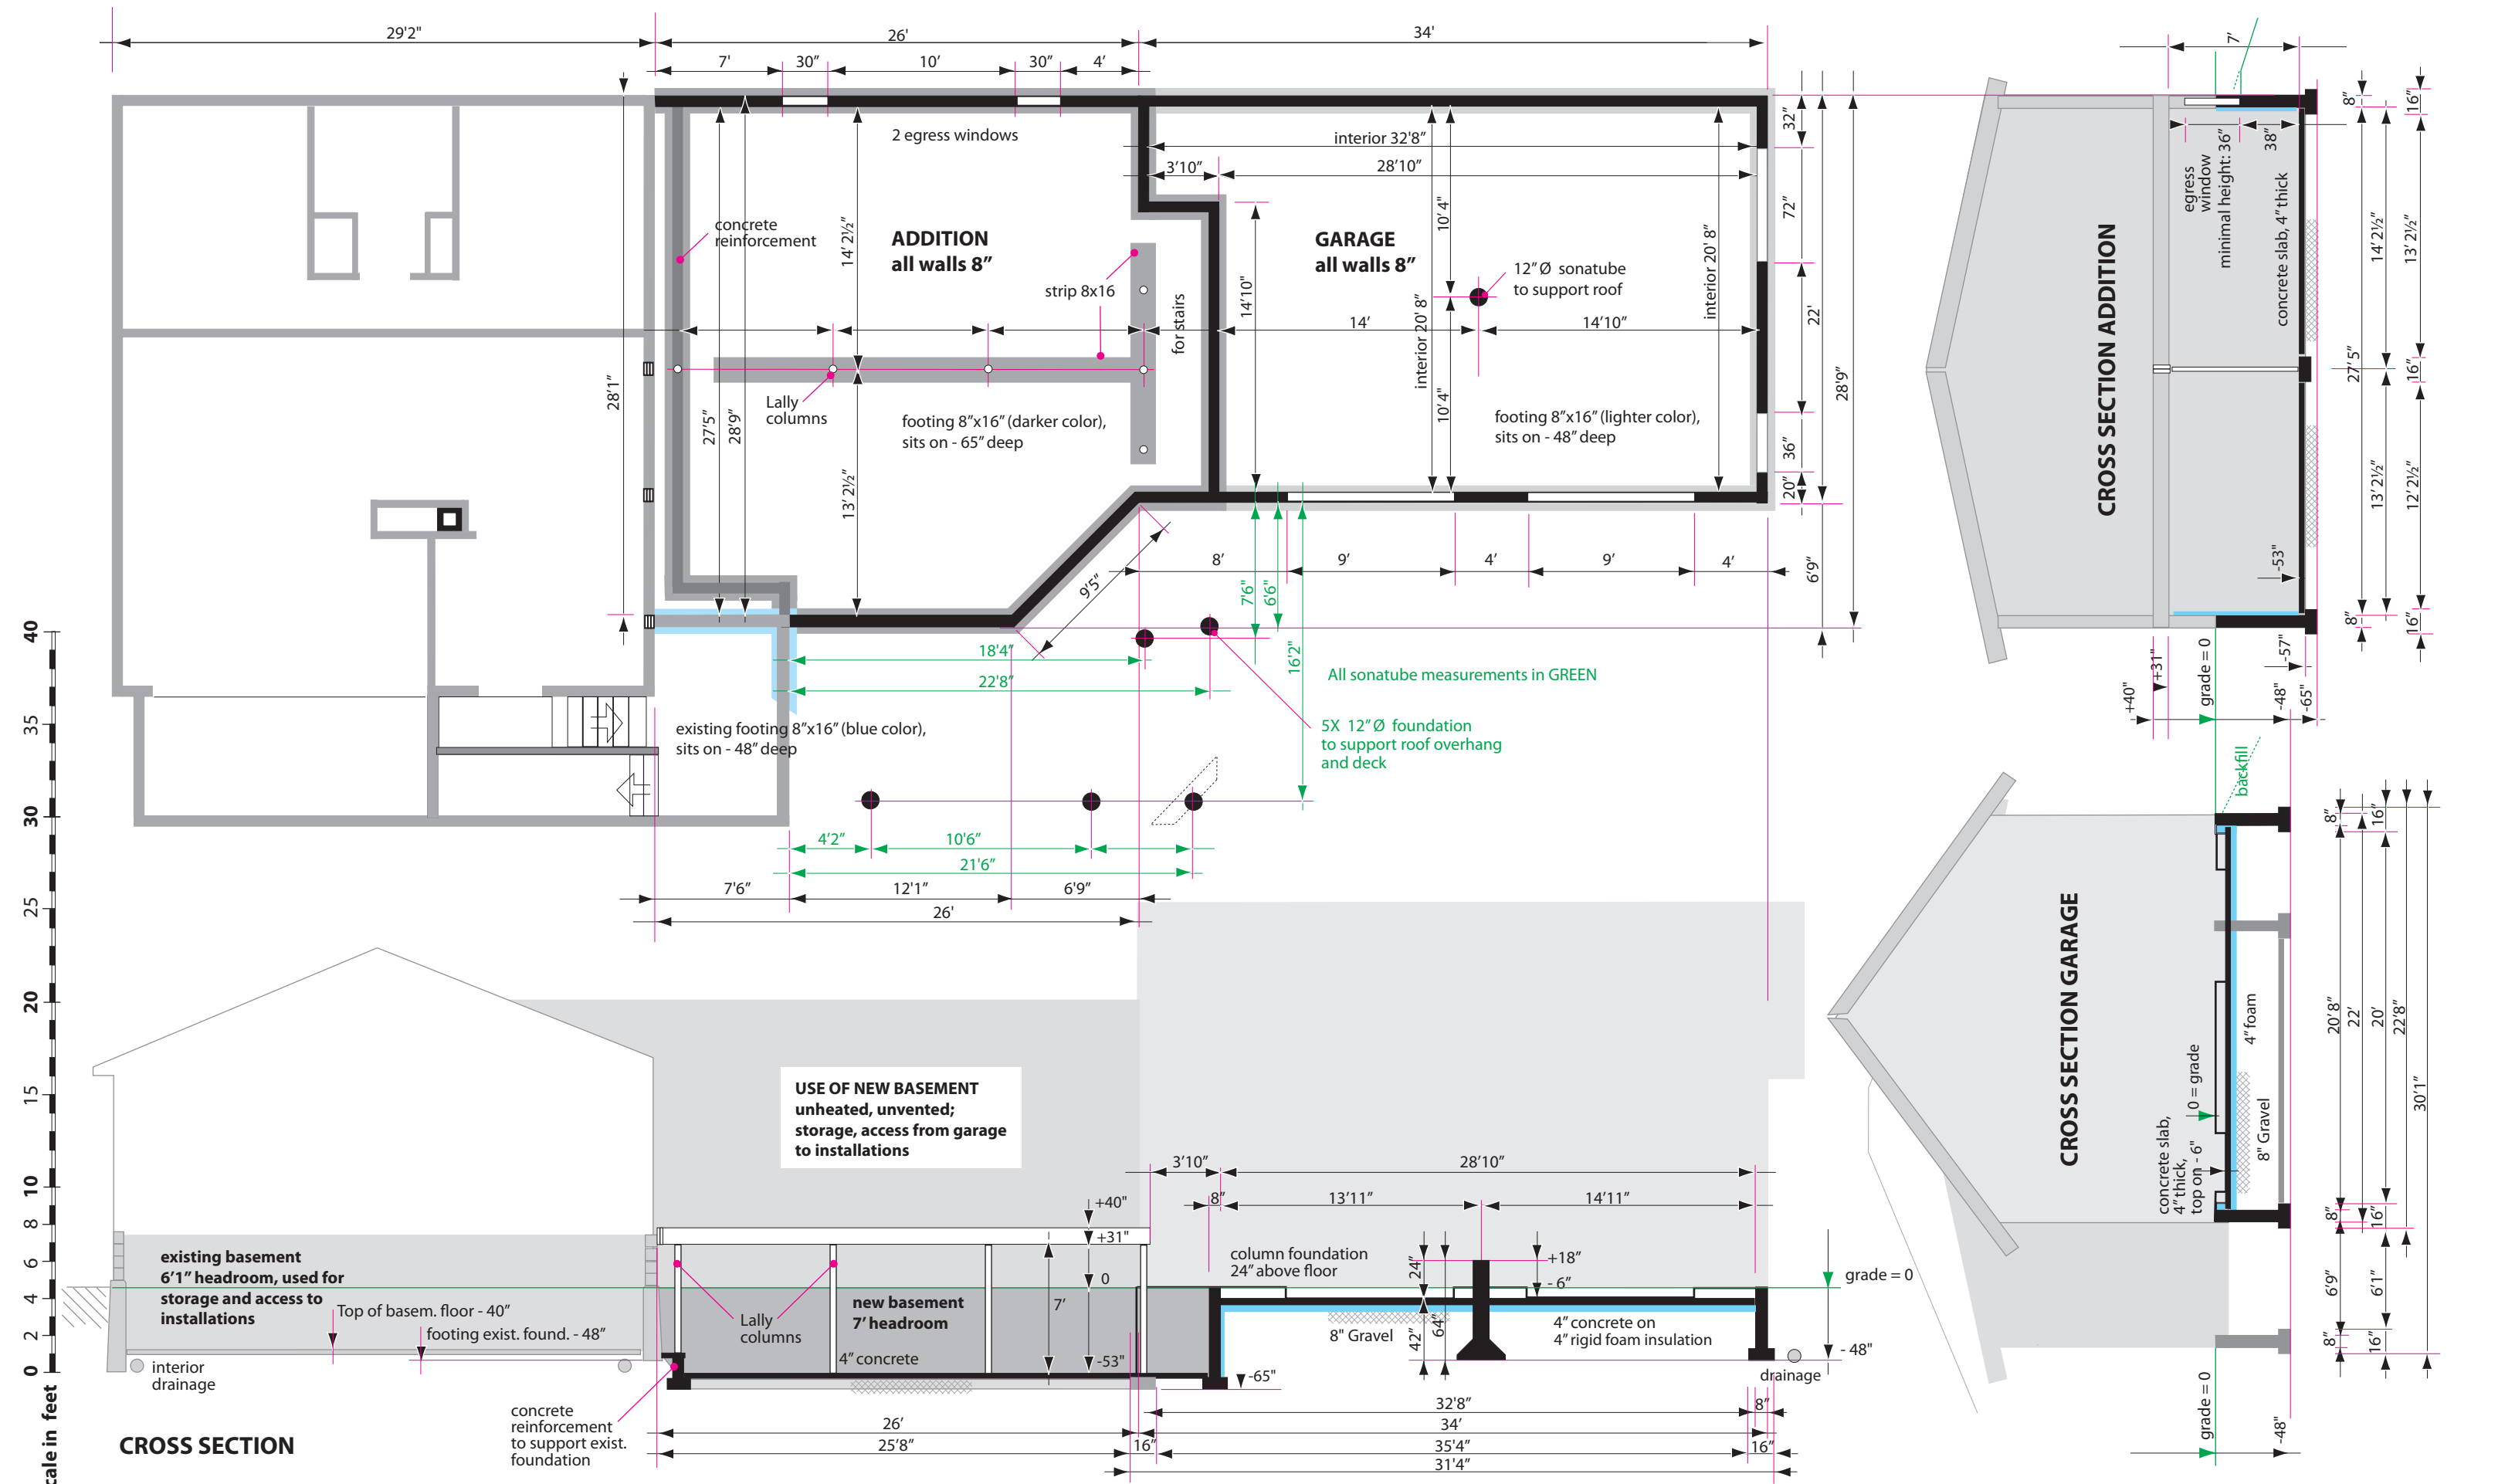 29'2"
26'
34'
7'
30"
10'
30"
4'
2 egress windows
interior 32'8"
3'10"
28'10"
concrete
reinforcement
ADDITION
all walls 8"
GARAGE
all walls 8"
strip 8x16
for stairs
12"Ø sonatube
to support roof
14'
14'10"
14'10"
10' 4"
10' 4"
interior 20' 8"
interior 20' 8"
14' 2½"
13' 2½"
28'1"
27'5"
28'9"
Lally
columns
footing 8"x16" (darker color),
sits on - 65" deep
footing 8"x16" (lighter color),
sits on - 48" deep
32"
72"
22'
36"
20"
28'9"
6'9"
8'
9'
4'
9'
4'
9'5"
7'6"
6'6"
16'2"
18'4"
22'8"
All sonatube measurements in GREEN
existing footing 8"x16" (blue color),
sits on - 48" deep
5X 12"Ø foundation
to support roof overhang
and deck
4'2"
10'6"
21'6"
7'6"
12'1"
6'9"
26'
40
35
30
25
20
15
10
8
6
4
2
0
cale in feet
USE OF NEW BASEMENT
unheated, unvented;
storage, access from garage
to installations
existing basement
6'1" headroom, used for
storage and access to
installations
Top of basem. floor - 40"
footing exist. found. - 48"
interior
drainage
CROSS SECTION
concrete
reinforcement
to support exist.
foundation
Lally
columns
new basement
7' headroom
4" concrete
+40"
+31"
0
7'
-53"
-65"
3'10"
28'10"
8"
13'11"
14'11"
column foundation
24" above floor
24"
+18"
- 6"
42"
64"
8" Gravel
4" concrete on
4" rigid foam insulation
grade = 0
- 48"
drainage
32'8"
8"
26'
34'
25'8"
16"
35'4"
16"
31'4"
7'
8"
16"
egress
window
minimal height: 36"
38"
concrete slab, 4" thick
CROSS SECTION ADDITION
14' 2½"
13' 2½"
27'5"
16"
13' 2½"
12' 2½"
-53"
8"
16"
-57"
+31"
+40"
grade = 0
-48"
-65"
backfill
CROSS SECTION GARAGE
8"
16"
4" foam
0 = grade
8" Gravel
concrete slab,
4" thick,
top on - 6"
20'8"
22'
20'
22'8"
30'1"
8"
16"
6'9"
6'1"
8"
16"
grade = 0
-48"